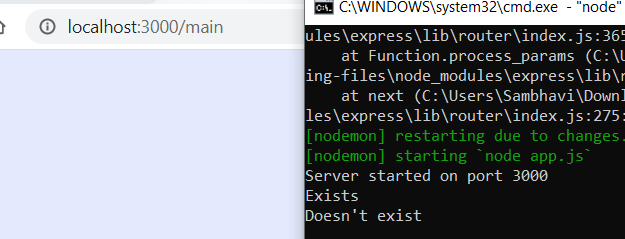 localhost:3000/main
C:\WINDOWS\system32\cmd.exe - "node"
ules\express\lib\router\index.js:365
at Function.process_params (C:\U
ing-files\node_modules\express\lib\r
at next (C:\Users\Sambhavi\Downl
les\express\lib\router\index.js:275:
[nodemon] restarting due to changes.
[nodemon] starting `node app.js`
Server started on port 3000
Exists
Doesn't exist